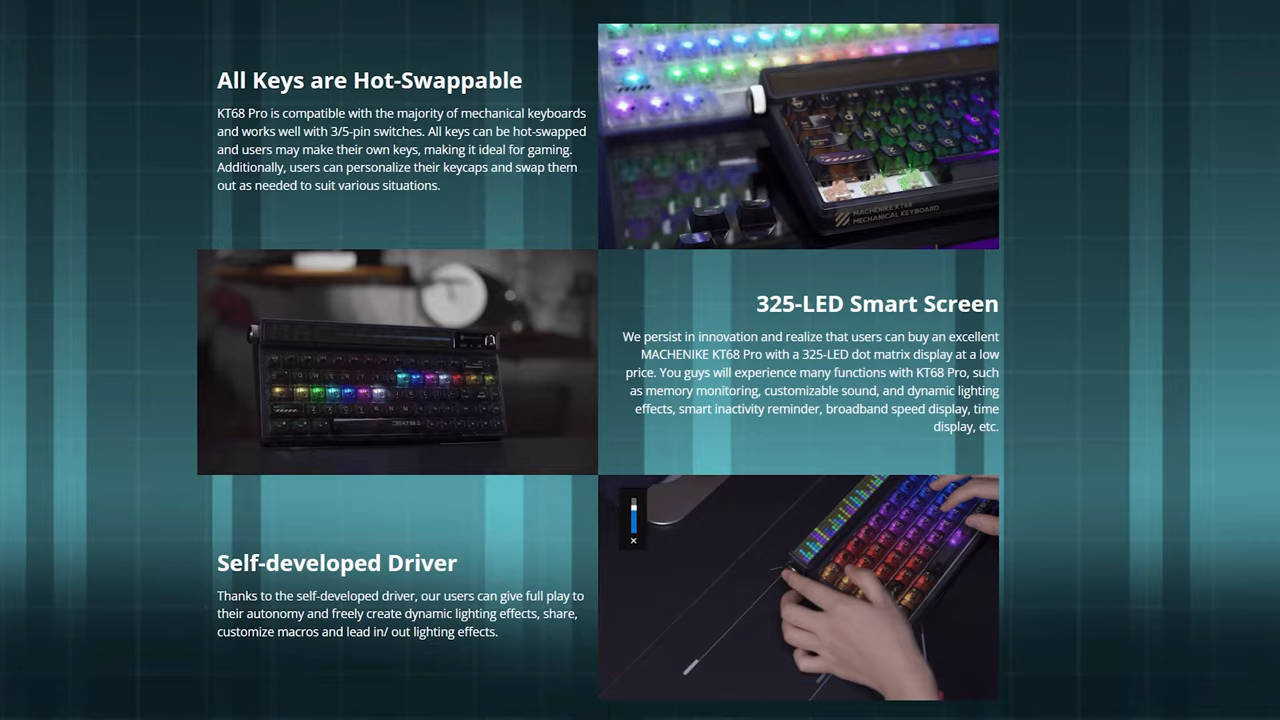 All Keys are Hot-Swappable
KT68 Pro is compatible with the majority of mechanical keyboards
and works well with 3/5-pin switches. All keys can be hot-swapped
and users may make their own keys, making it ideal for gaming.
Additionally, users can personalize their keycaps and swap them
out as needed to suit various situations.
MACHENIKE KT68
MECHANICAL KEYBOARD
325-LED Smart Screen
We persist in innovation and realize that users can buy an excellent
MACHENIKE KT68 Pro with a 325-LED dot matrix display at a low
price. You guys will experience many functions with KT68 Pro, such
as memory monitoring, customizable sound, and dynamic lighting
effects, smart inactivity reminder, broadband speed display, time
display, etc.
Self-developed Driver
Thanks to the self-developed driver, our users can give full play to
their autonomy and freely create dynamic lighting effects, share,
customize macros and lead in/ out lighting effects.